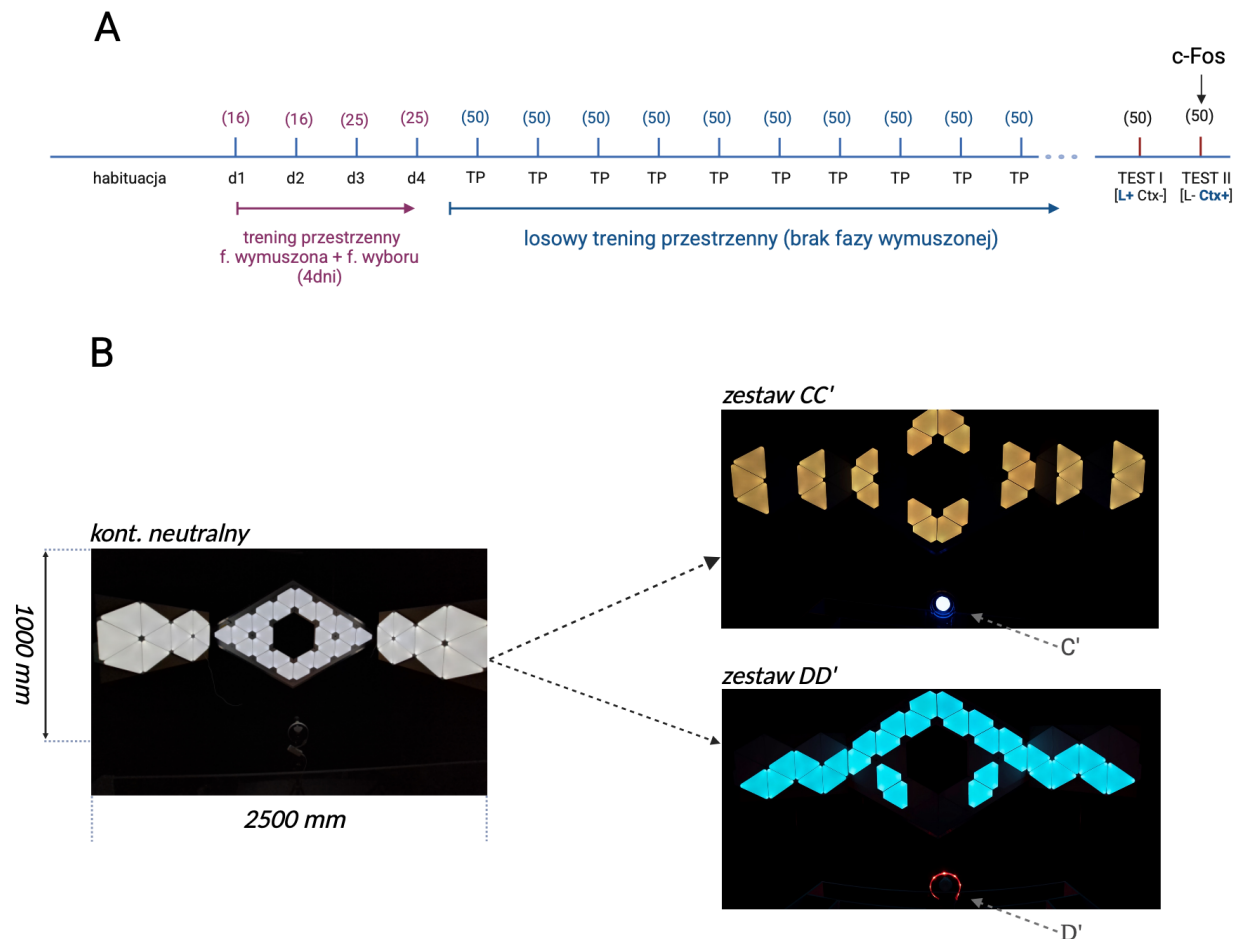 A
c-Fos
(16) (16) (25) (25) (50) (50) (50) (50) (50) (50) (50) (50) (50) (50) (50) (50)
habituacja d1 d2 d3 d4 TP TP TP TP TP TP TP TP TP TP TEST I TEST II
[L+ Ctx-] [L- Ctx+]
trening przestrzenny
f. wymuszona + f. wyboru
(4dni)
losowy trening przestrzenny (brak fazy wymuszonej)
B
zestaw CC'
kont. neutralny
1000 mm
2500 mm
C'
zestaw DD'
D'